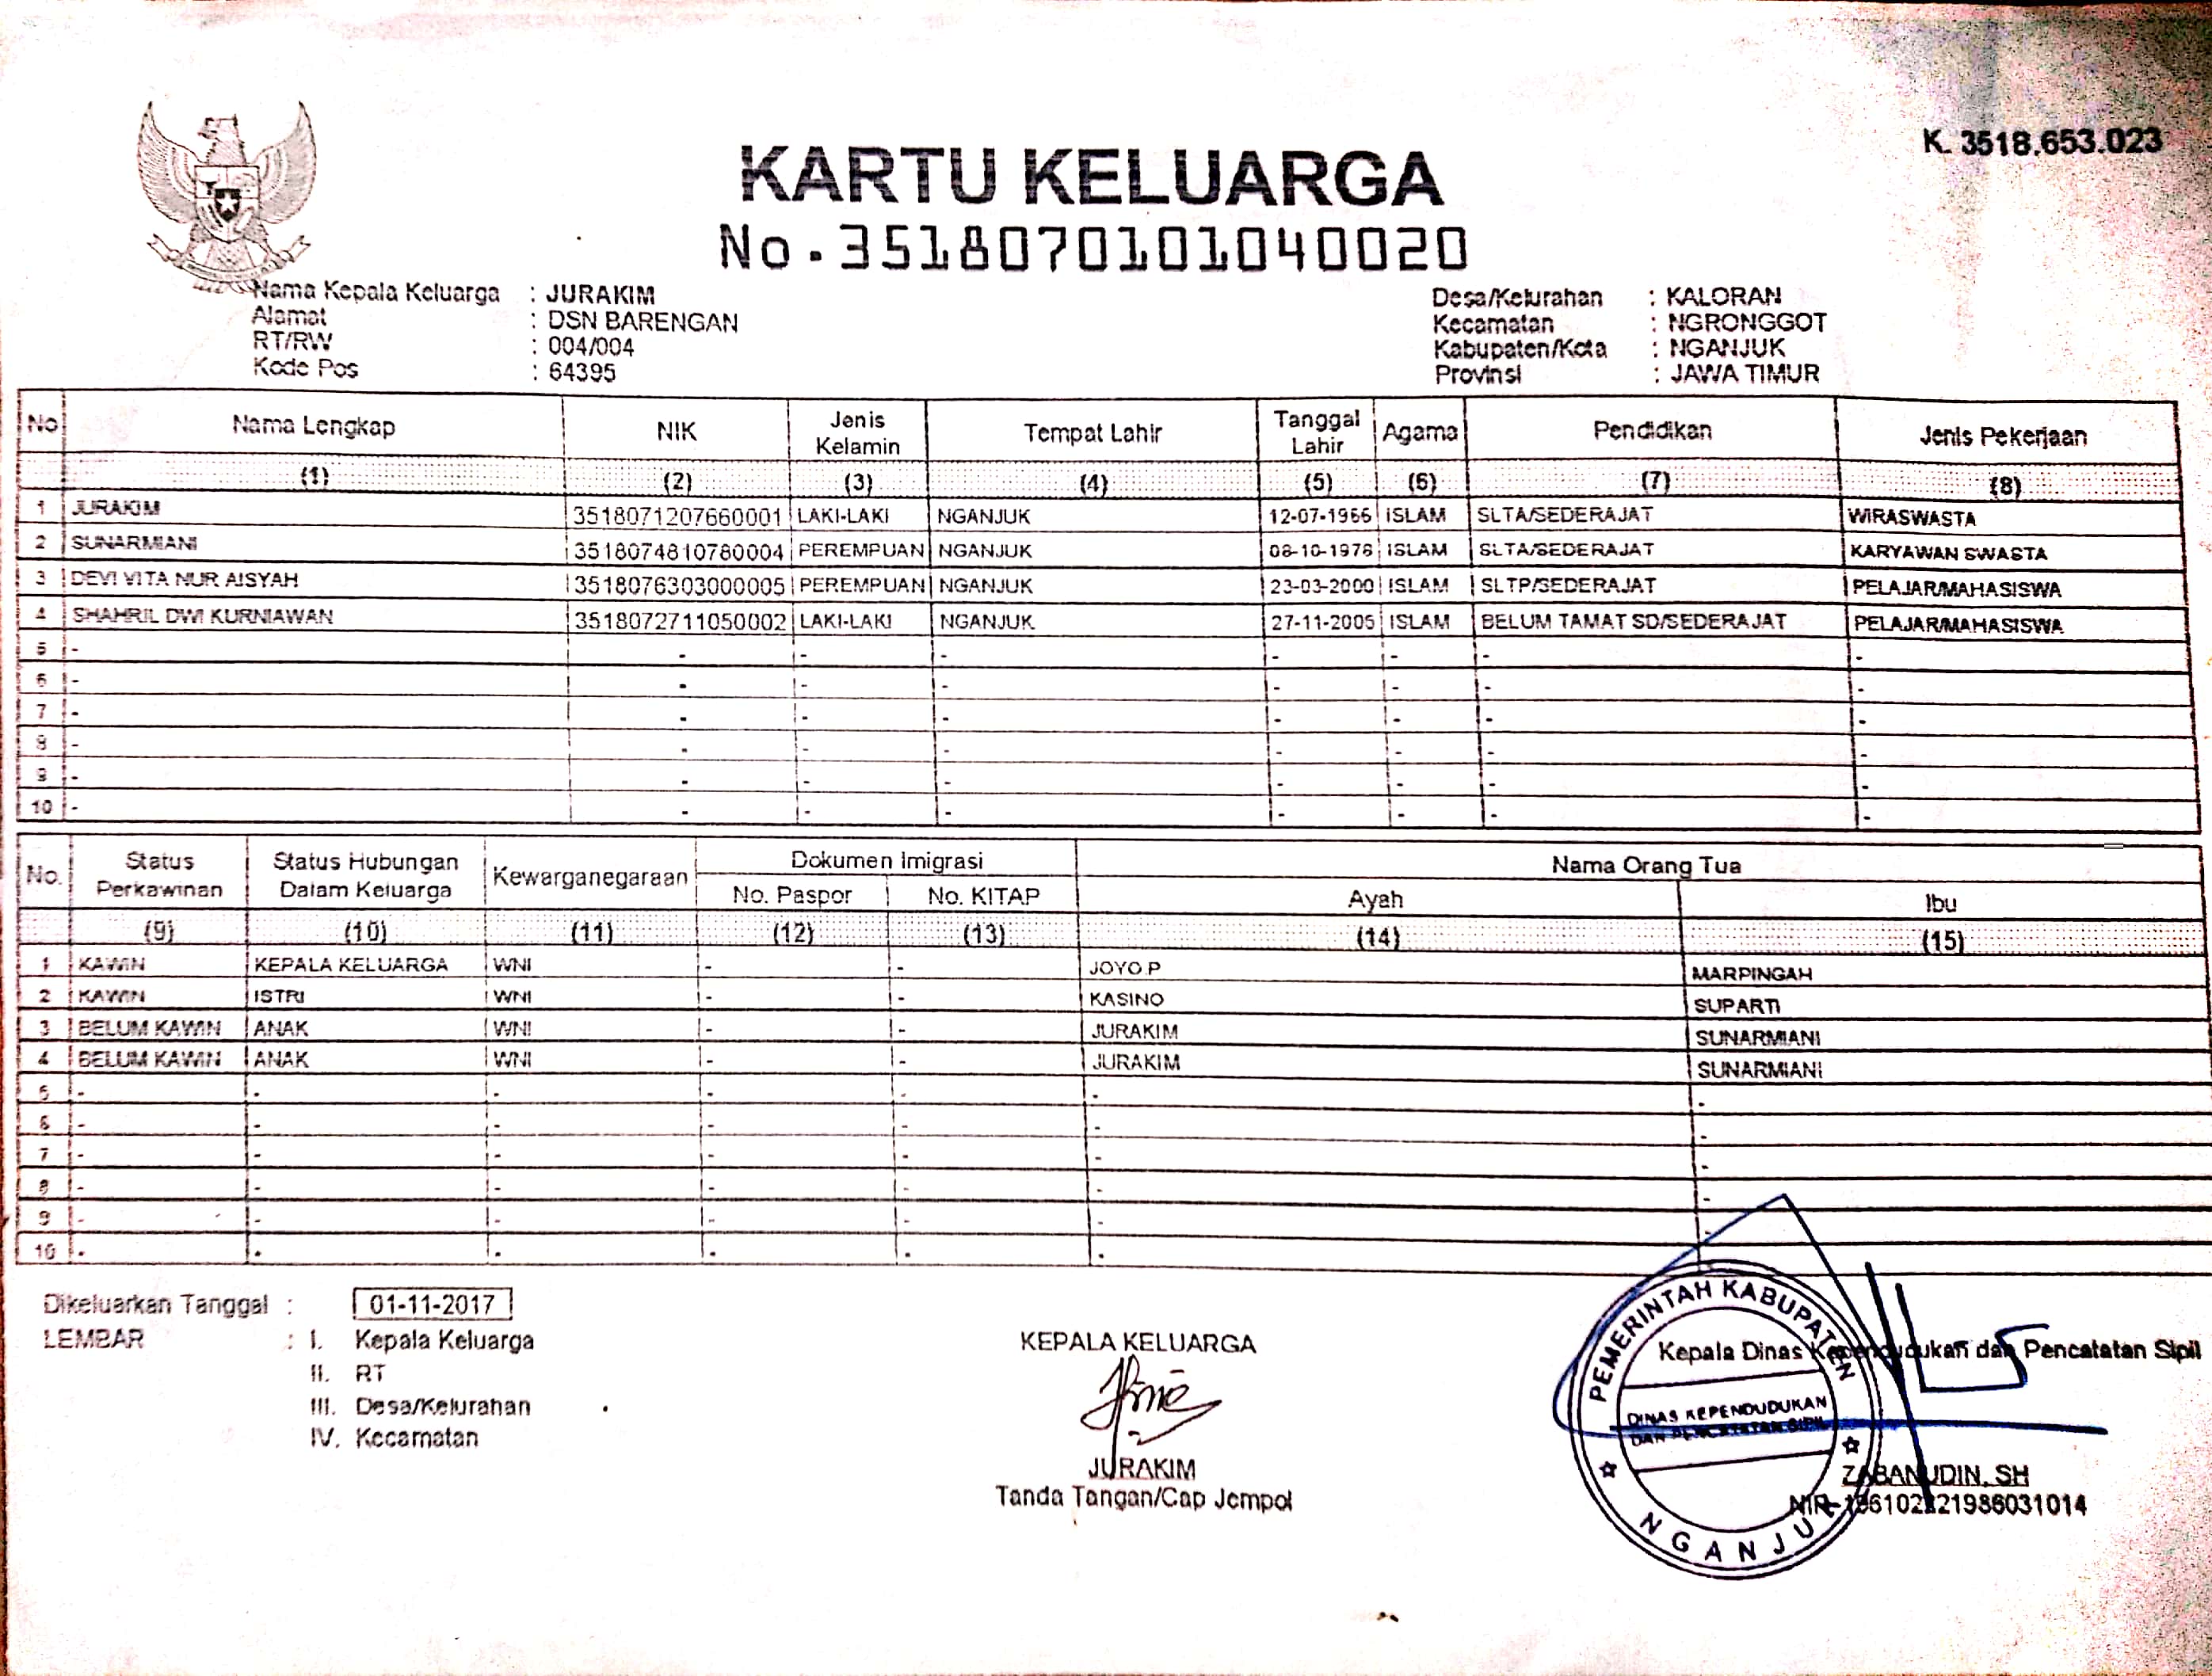 K. 3518.653.023
KARTU KELUARGA
No.3518070101040020
Nama Kepala Keluarga : JURAKIM
Alamat : DSN BARENGAN
RT/RW : 004/004
Kode Pos : 64395
Desa/Kelurahan : KALORAN
Kecamatan : NGRONGGOT
Kabupaten/Kota : NGANJUK
Provinsi : JAWA TIMUR
No Nama Lengkap NIK Jenis Kelamin Tempat Lahir Tanggal Lahir Agama Pendidikan Jenis Pekerjaan
(1) (2) (3) (4) (5) (6) (7) (8)
1 JURAKIM 3518071207660001 LAKI-LAKI NGANJUK 12-07-1966 ISLAM SLTA/SEDERAJAT WIRASWASTA
2 SUNARMIANI 3518074810780004 PEREMPUAN NGANJUK 08-10-1978 ISLAM SLTA/SEDERAJAT KARYAWAN SWASTA
3 DEVI VITA NUR AISYAH 3518076303000005 PEREMPUAN NGANJUK 23-03-2000 ISLAM SLTP/SEDERAJAT PELAJAR/MAHASISWA
4 SHAHRIL DWI KURNIAWAN 3518072711050002 LAKI-LAKI NGANJUK 27-11-2005 ISLAM BELUM TAMAT SD/SEDERAJAT PELAJAR/MAHASISWA
5 - - - - - - - -
6 - - - - - - - -
7 - - - - - - - -
8 - - - - - - - -
9 - - - - - - - -
10 - - - - - - - -
No. Status Perkawinan Status Hubungan Dalam Keluarga Kewarganegaraan Dokumen Imigrasi Nama Orang Tua
No. Paspor No. KITAP Ayah Ibu
(9) (10) (11) (12) (13) (14) (15)
1 KAWIN KEPALA KELUARGA WNI - - JOYO.P MARPINGAH
2 KAWIN ISTRI WNI - - KASINO SUPARTI
3 BELUM KAWIN ANAK WNI - - JURAKIM SUNARMIANI
4 BELUM KAWIN ANAK WNI - - JURAKIM SUNARMIANI
5 - - - - - - -
6 - - - - - - -
7 - - - - - - -
8 - - - - - - -
9 - - - - - - -
10 - - - - - - -
Dikeluarkan Tanggal : 01-11-2017
LEMBAR : I. Kepala Keluarga
II. RT
III. Desa/Kelurahan
IV. Kecamatan
KEPALA KELUARGA
JURAKIM
Tanda Tangan/Cap Jempol
Kepala Dinas Kependudukan dan Pencatatan Sipil
PEMERINTAH KABUPATEN
DINAS KEPENDUDUKAN
DAN PENCATATAN SIPIL
NGANJUK
ZABANUDIN, SH